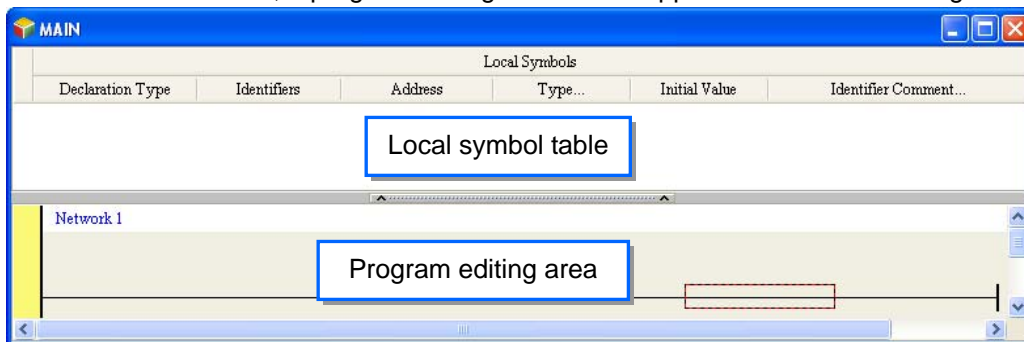 MAIN
Local Symbols
Declaration Type Identifiers Address Type... Initial Value Identifier Comment...
Local symbol table
Network 1
Program editing area